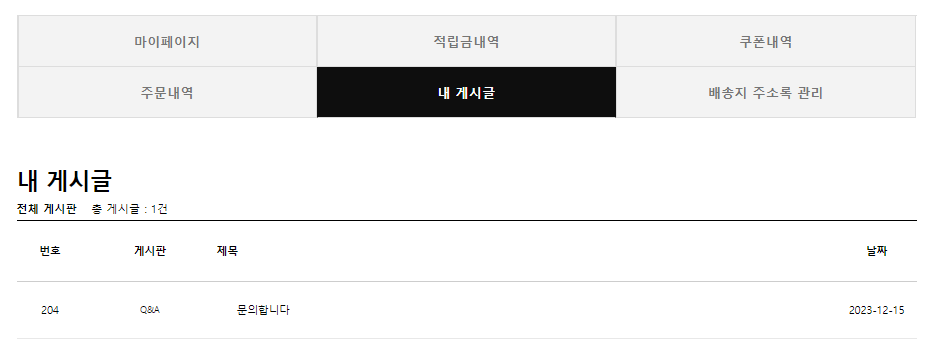 마이페이지 적립금내역 쿠폰내역
주문내역 내 게시글 배송지 주소록 관리
내 게시글
전체 게시판 총 게시글 : 1건
번호 게시판 제목 날짜
204 Q&A 문의합니다 2023-12-15